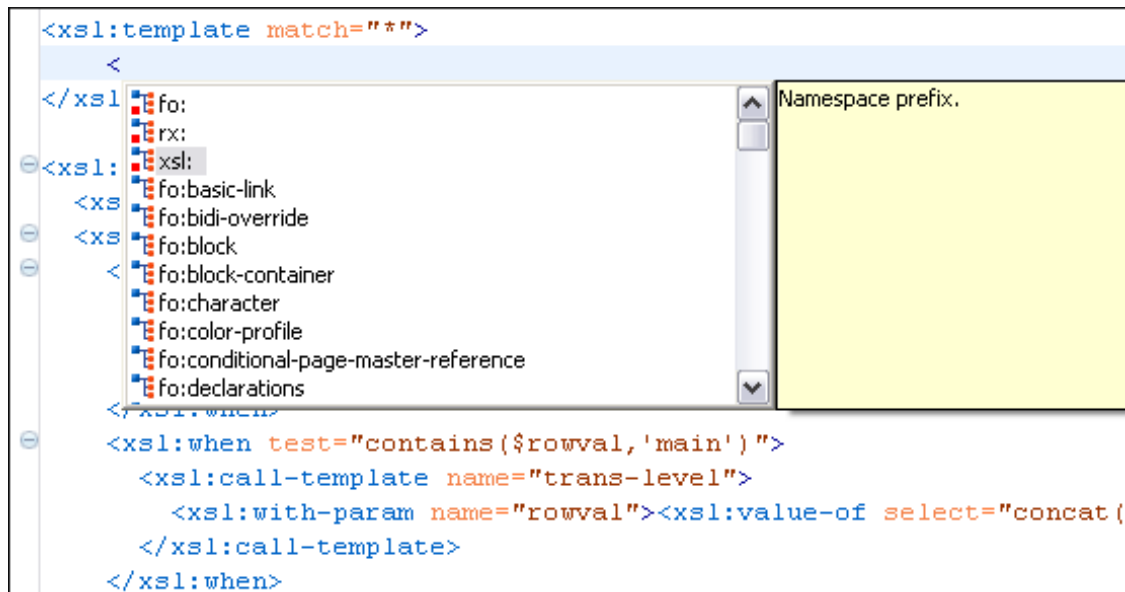 <xsl:template match="*">
<
</xsl
fo:
Namespace prefix.
rx:
<xsl:
xsl:
<xs
fo:basic-link
fo:bidi-override
<xs
fo:block
<
fo:block-container
fo:character
fo:color-profile
fo:conditional-page-master-reference
fo:declarations
</xsl:when>
<xsl:when test="contains($rowval,'main')">
<xsl:call-template name="trans-level">
<xsl:with-param name="rowval"><xsl:value-of select="concat(
</xsl:call-template>
</xsl:when>